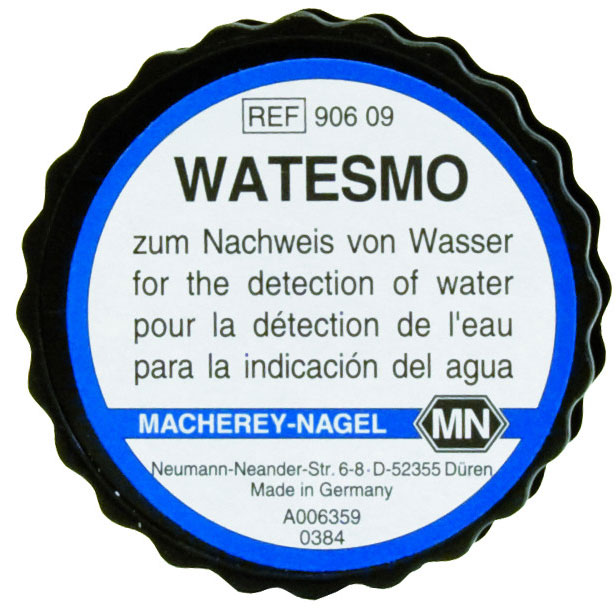 REF 906 09
WATESMO
zum Nachweis von Wasser
for the detection of water
pour la détection de l'eau
para la indicación del agua
MACHEREY-NAGEL MN
Neumann-Neander-Str. 6-8 · D-52355 Düren
Made in Germany
A006359
0384